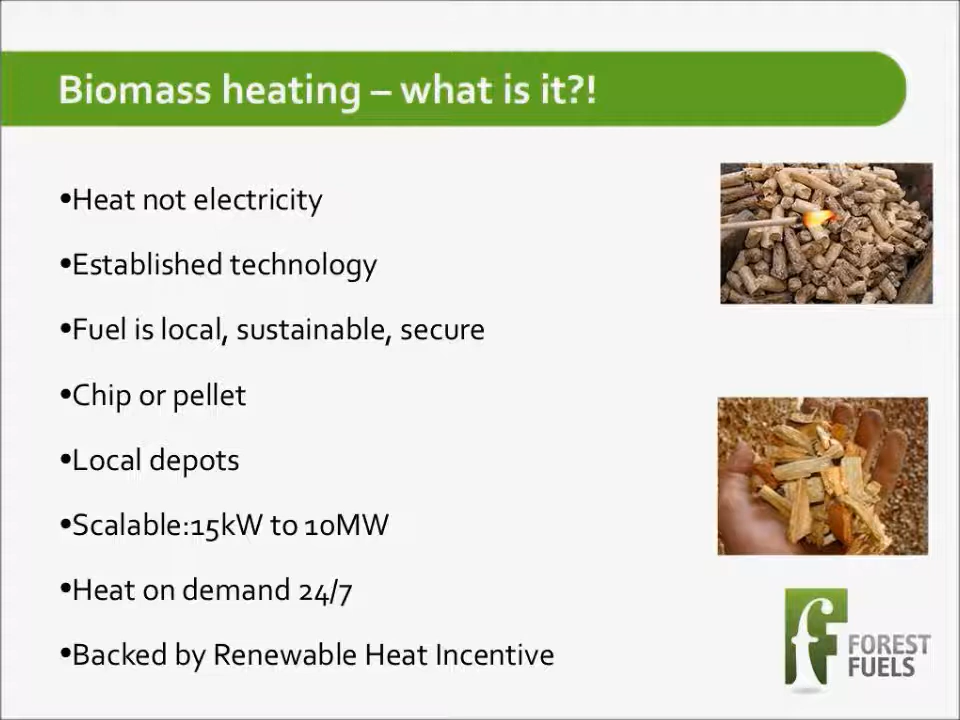 Biomass heating – what is it?!
•Heat not electricity
•Established technology
•Fuel is local, sustainable, secure
•Chip or pellet
•Local depots
•Scalable:15kW to 10MW
•Heat on demand 24/7
•Backed by Renewable Heat Incentive
f
FOREST
FUELS